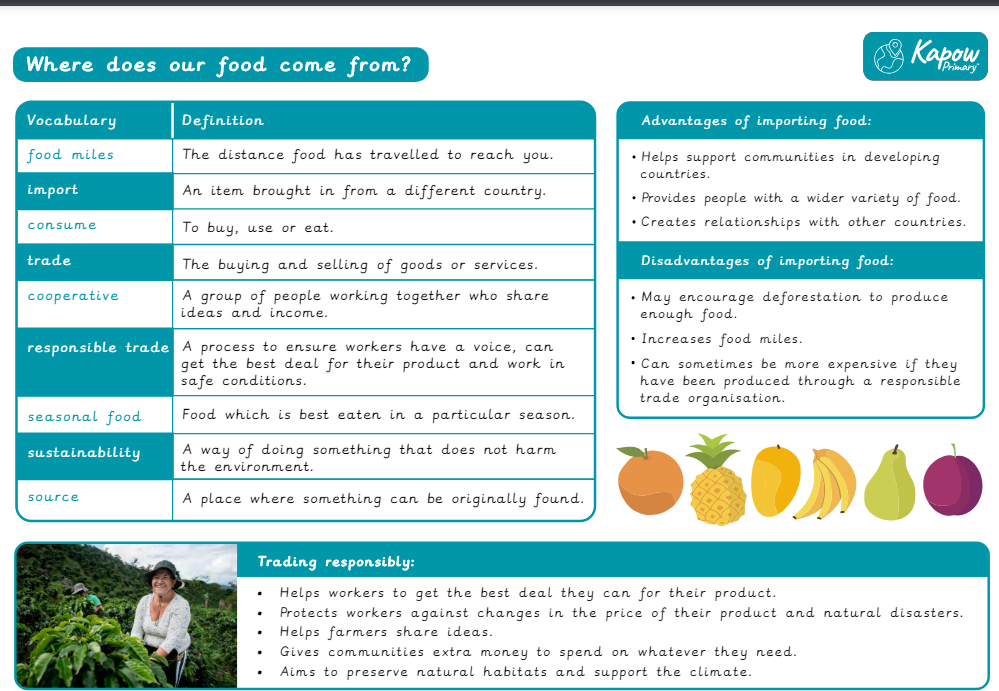 Where does our food come from?
Kapow
Primary
Vocabulary
Definition
food miles
The distance food has travelled to reach you.
import
An item brought in from a different country.
consume
To buy, use or eat.
trade
The buying and selling of goods or services.
cooperative
A group of people working together who share
ideas and income.
responsible trade
A process to ensure workers have a voice, can
get the best deal for their product and work in
safe conditions.
seasonal food
Food which is best eaten in a particular season.
sustainability
A way of doing something that does not harm
the environment.
source
A place where something can be originally found.
Advantages of importing food:
• Helps support communities in developing
countries.
• Provides people with a wider variety of food.
• Creates relationships with other countries.
Disadvantages of importing food:
• May encourage deforestation to produce
enough food.
• Increases food miles.
• Can sometimes be more expensive if they
have been produced through a responsible
trade organisation.
Trading responsibly:
• Helps workers to get the best deal they can for their product.
• Protects workers against changes in the price of their product and natural disasters.
• Helps farmers share ideas.
• Gives communities extra money to spend on whatever they need.
• Aims to preserve natural habitats and support the climate.